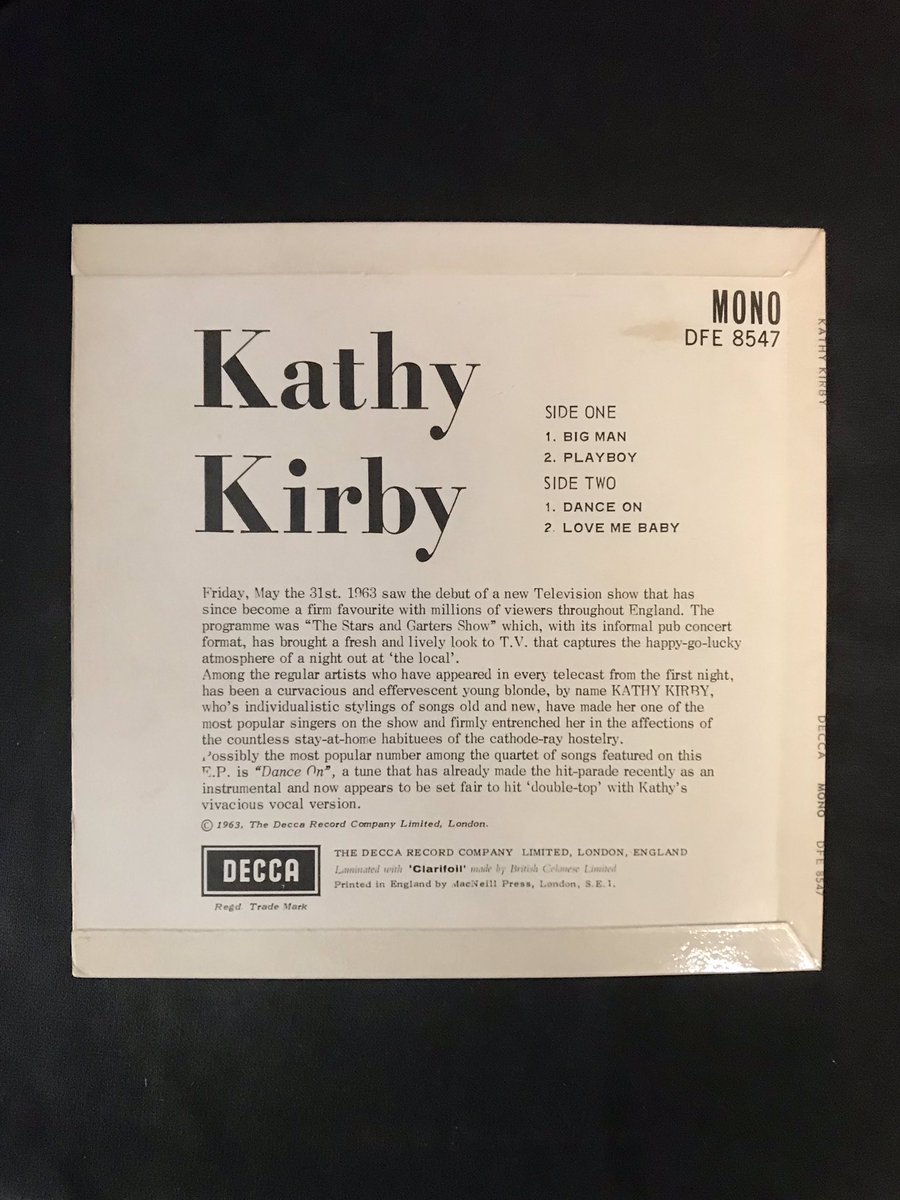 MONO
DFE 8547
Kathy
Kirby
SIDE ONE
1. BIG MAN
2. PLAYBOY
SIDE TWO
1. DANCE ON
2. LOVE ME BABY
Friday, May the 31st. 1963 saw the debut of a new Television show that has
since become a firm favourite with millions of viewers throughout England. The
programme was “The Stars and Garters Show” which, with its informal pub concert
format, has brought a fresh and lively look to T.V. that captures the happy-go-lucky
atmosphere of a night out at ‘the local’.
Among the regular artists who have appeared in every telecast from the first night,
has been a curvacious and effervescent young blonde, by name KATHY KIRBY,
who’s individualistic stylings of songs old and new, have made her one of the
most popular singers on the show and firmly entrenched her in the affections of
the countless stay-at-home habituees of the cathode-ray hostelry.
Possibly the most popular number among the quartet of songs featured on this
E.P. is “Dance On”, a tune that has already made the hit-parade recently as an
instrumental and now appears to be set fair to hit ‘double-top’ with Kathy’s
vivacious vocal version.
© 1963, The Decca Record Company Limited, London.
DECCA
Regd. Trade Mark
THE DECCA RECORD COMPANY LIMITED, LONDON, ENGLAND
Laminated with ‘Clarifoil’ made by British Celanese Limited
Printed in England by MacNeill Press, London, S.E.1.
KATHY KIRBY
DECCA MONO DFE 8547